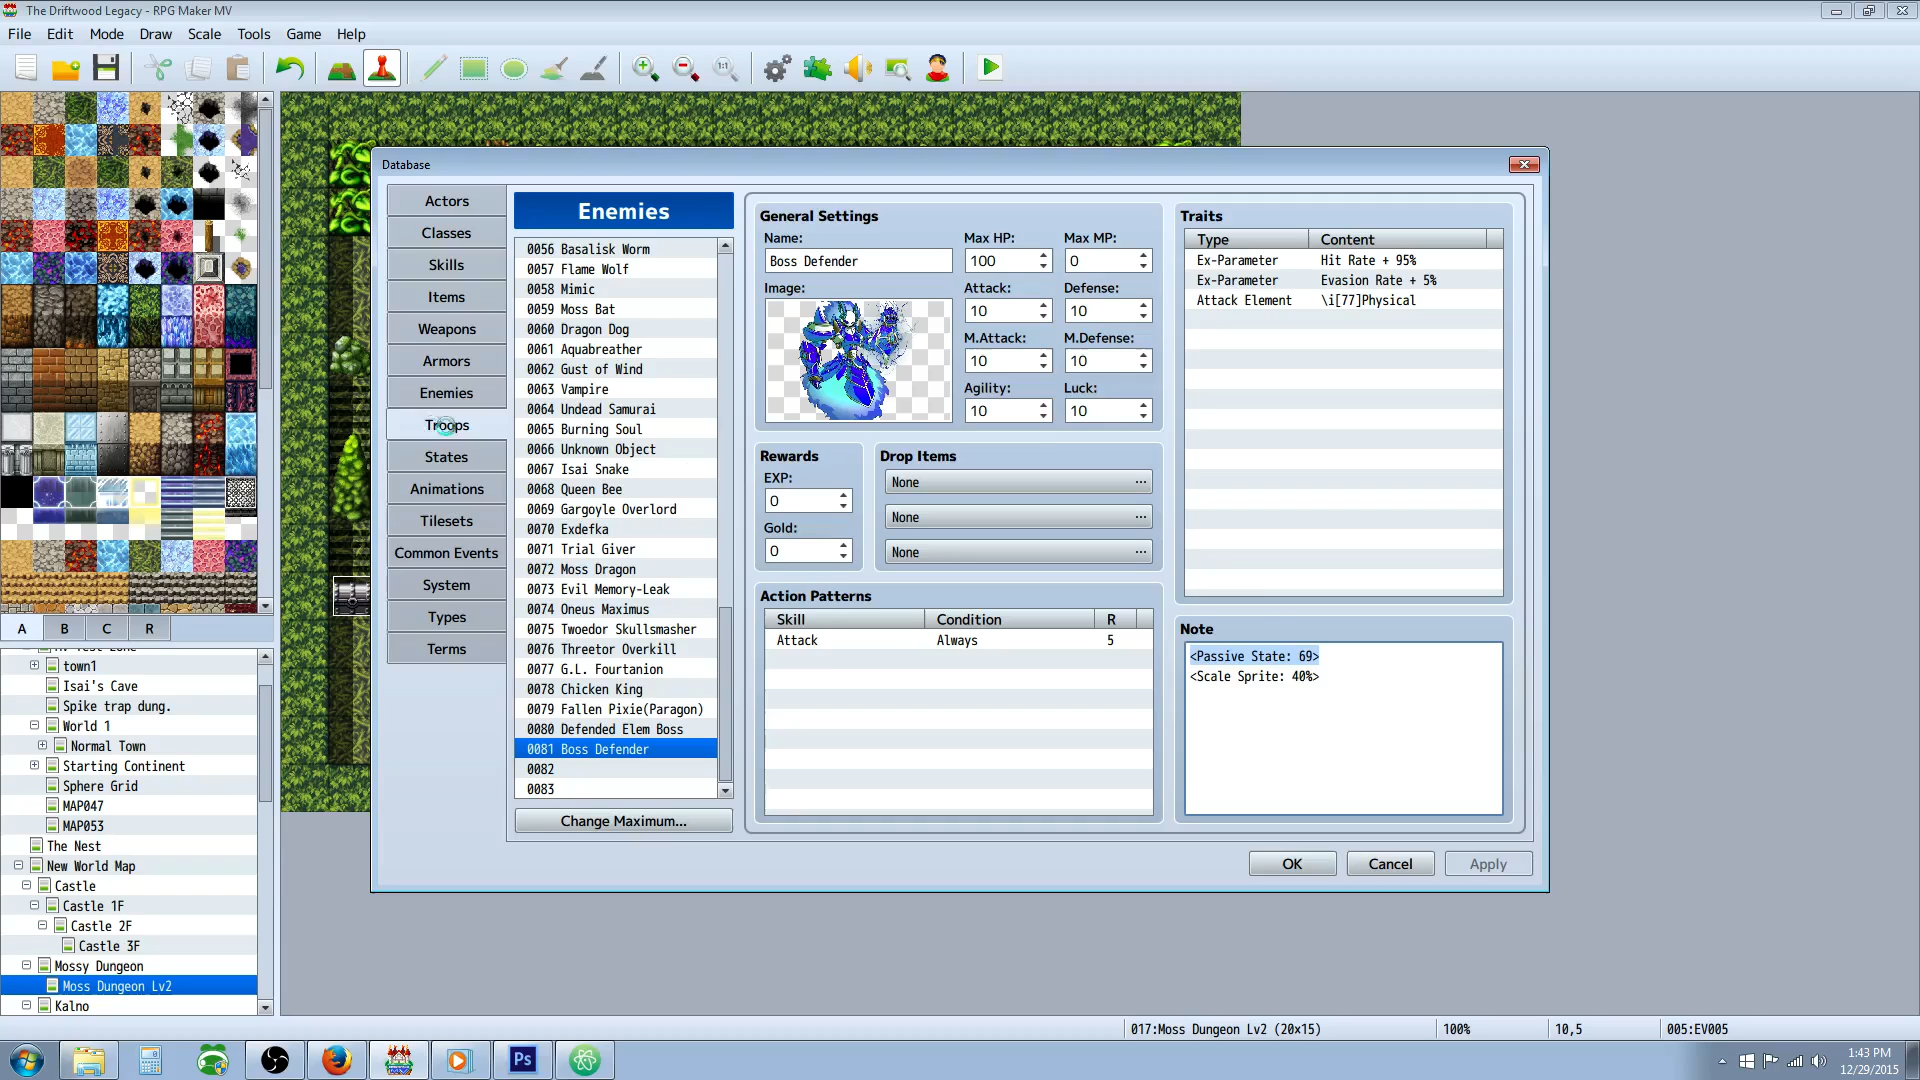 The Driftwood Legacy - RPG Maker MV
File Edit Mode Draw Scale Tools Game Help
1:1
Database
Actors
Classes
Skills
Items
Weapons
Armors
Enemies
Troops
States
Animations
Tilesets
Common Events
System
Types
Terms
Enemies
0056 Basalisk Worm
0057 Flame Wolf
0058 Mimic
0059 Moss Bat
0060 Dragon Dog
0061 Aquabreather
0062 Gust of Wind
0063 Vampire
0064 Undead Samurai
0065 Burning Soul
0066 Unknown Object
0067 Isai Snake
0068 Queen Bee
0069 Gargoyle Overlord
0070 Exdefka
0071 Trial Giver
0072 Moss Dragon
0073 Evil Memory-Leak
0074 Oneus Maximus
0075 Twoedor Skullsmasher
0076 Threetor Overkill
0077 G.L. Fourtanion
0078 Chicken King
0079 Fallen Pixie(Paragon)
0080 Defended Elem Boss
0081 Boss Defender
0082
0083
Change Maximum...
General Settings
Name:
Boss Defender
Image:
Max HP: Max MP:
100 0
Attack: Defense:
10 10
M.Attack: M.Defense:
10 10
Agility: Luck:
10 10
Rewards
EXP:
0
Gold:
0
Drop Items
None ...
None ...
None ...
Action Patterns
Skill Condition R
Attack Always 5
Traits
Type Content
Ex-Parameter Hit Rate + 95%
Ex-Parameter Evasion Rate + 5%
Attack Element \i[77]Physical
Note
<Passive State: 69>
<Scale Sprite: 40%>
OK Cancel Apply
A B C R
town1
Isai's Cave
Spike trap dung.
World 1
Normal Town
Starting Continent
Sphere Grid
MAP047
MAP053
The Nest
New World Map
Castle
Castle 1F
Castle 2F
Castle 3F
Mossy Dungeon
Moss Dungeon Lv2
Kalno
017:Moss Dungeon Lv2 (20x15) 100% 10,5 005:EV005
Ps
1:43 PM
12/29/2015